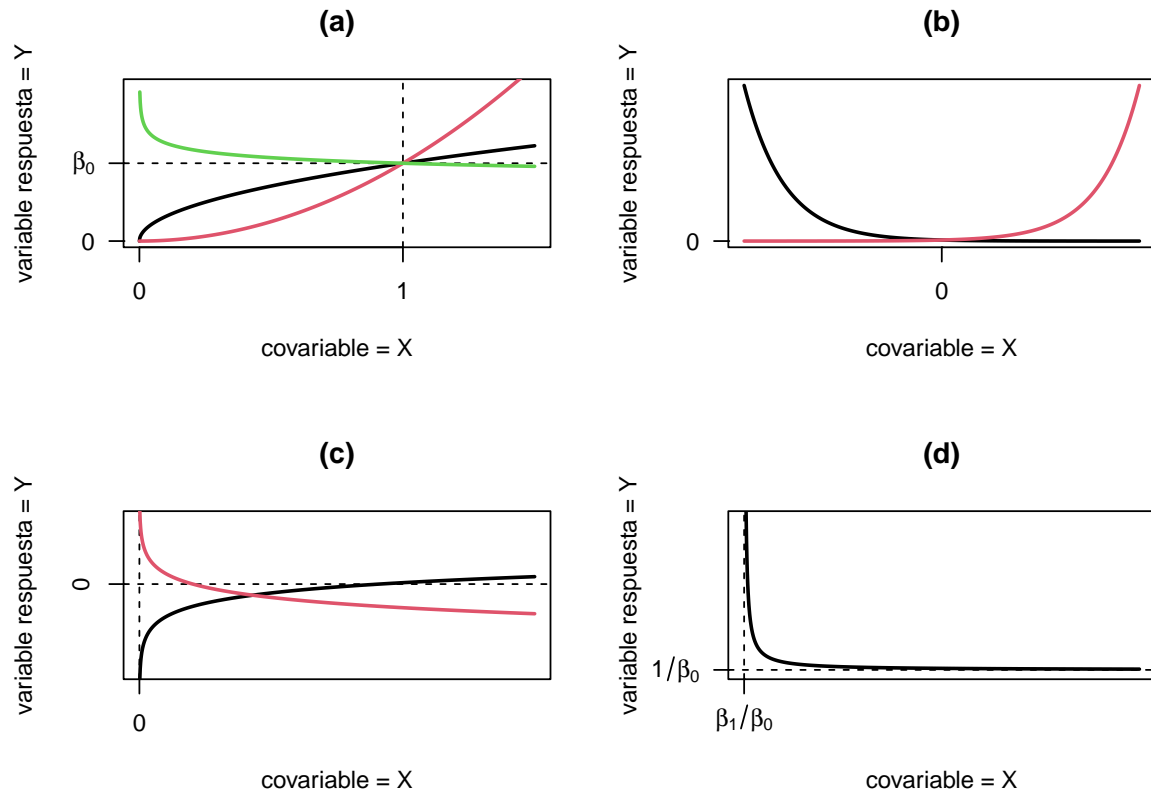 (a)
variable respuesta = Y
β0
0
0
1
covariable = X
(b)
variable respuesta = Y
0
0
covariable = X
(c)
variable respuesta = Y
0
0
covariable = X
(d)
variable respuesta = Y
1/β0
β1/β0
covariable = X